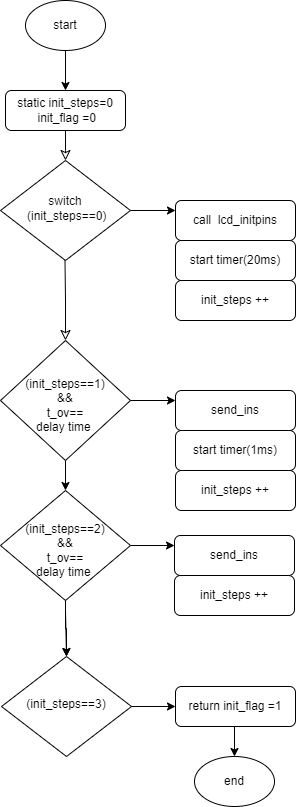 start
static init_steps=0
init_flag =0
switch
(init_steps==0)
call  lcd_initpins
start timer(20ms)
init_steps ++
(init_steps==1)
&&
t_ov==
delay time
send_ins
start timer(1ms)
init_steps ++
(init_steps==2)
&&
t_ov==
delay time
send_ins
init_steps ++
(init_steps==3)
return init_flag =1
end